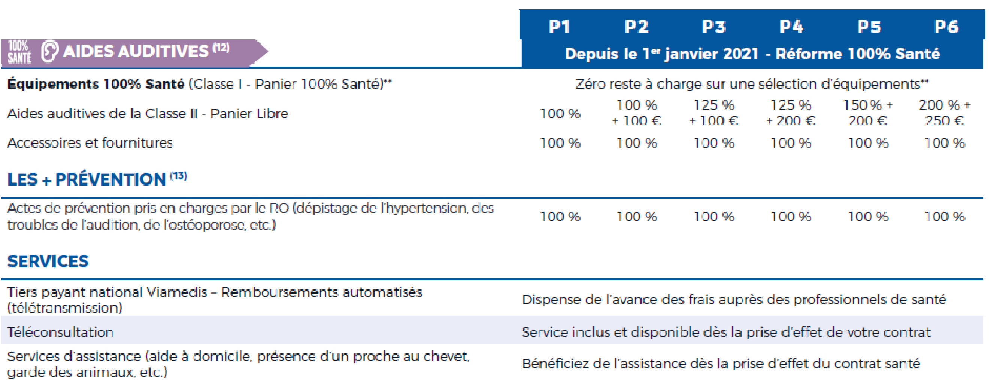 P1 P2 P3 P4 P5 P6
100% SANTÉ AIDES AUDITIVES (12) Depuis le 1er janvier 2021 - Réforme 100% Santé
Équipements 100% Santé (Classe I - Panier 100% Santé)** Zéro reste à charge sur une sélection d'équipements**
Aides auditives de la Classe II - Panier Libre 100 % 100 % + 100 € 125 % + 100 € 125 % + 200 € 150 % + 200 € 200 % + 250 €
Accessoires et fournitures 100 % 100 % 100 % 100 % 100 % 100 %
LES + PRÉVENTION (13)
Actes de prévention pris en charges par le RO (dépistage de l'hypertension, des
troubles de l'audition, de l'ostéoporose, etc.) 100 % 100 % 100 % 100 % 100 % 100 %
SERVICES
Tiers payant national Viamedis – Remboursements automatisés
(télétransmission) Dispense de l'avance des frais auprès des professionnels de santé
Téléconsultation Service inclus et disponible dès la prise d'effet de votre contrat
Services d'assistance (aide à domicile, présence d'un proche au chevet,
garde des animaux, etc.) Bénéficiez de l'assistance dès la prise d'effet du contrat santé